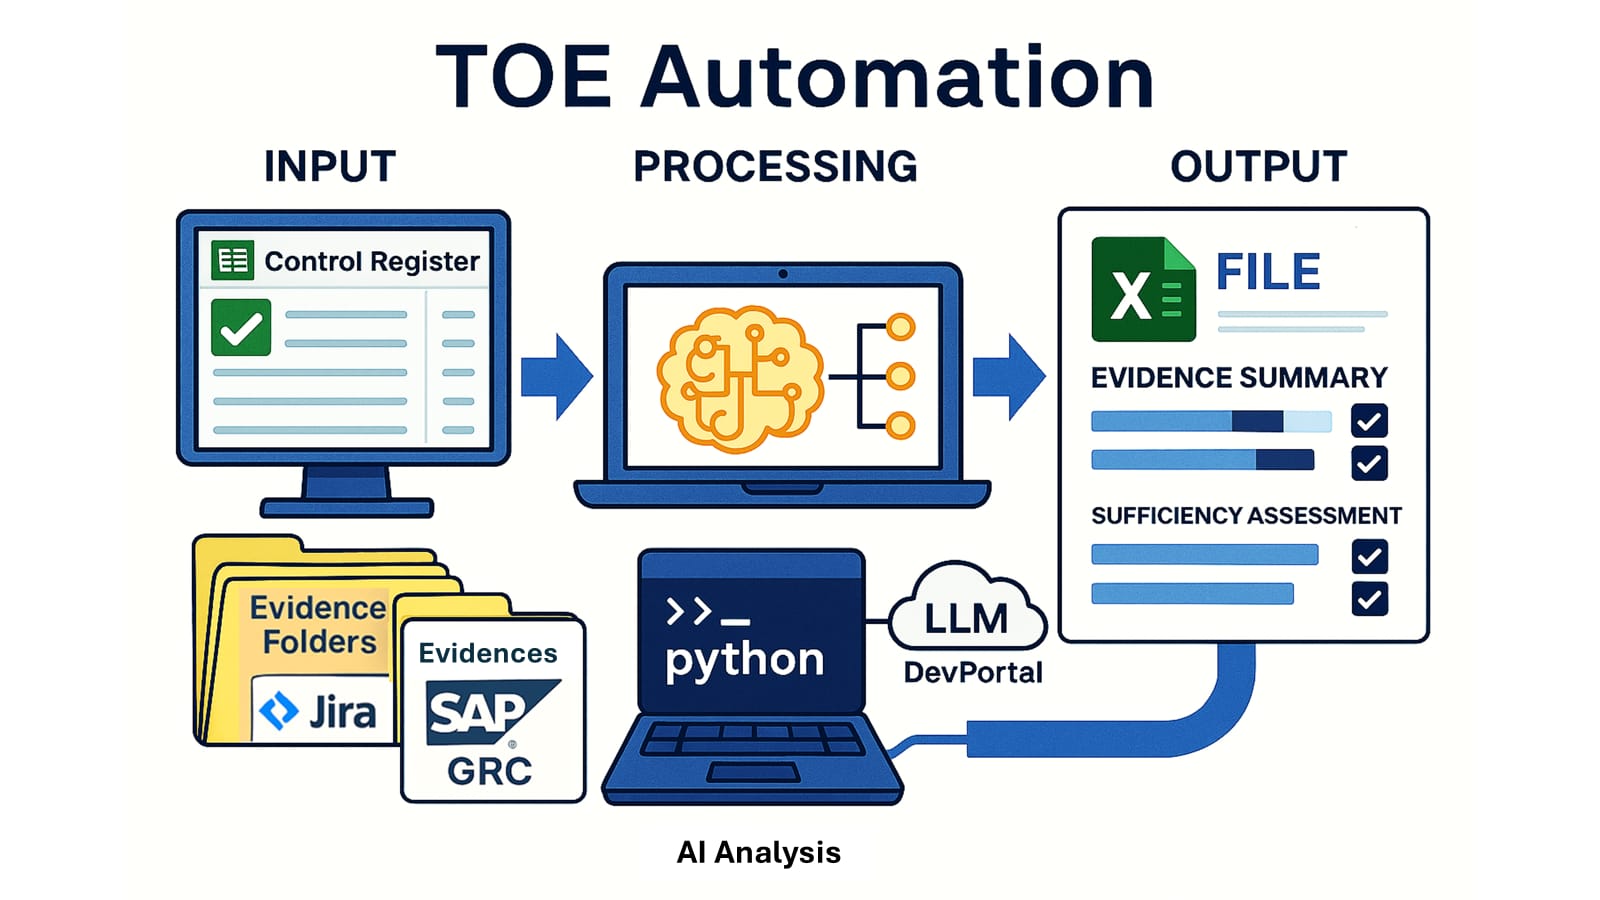 TOE Automation
INPUT
PROCESSING
OUTPUT
Control Register
Evidence
Folders
Jira
Evidences
SAP
®
GRC
>>_
python
LLM
DevPortal
AI Analysis
X
FILE
EVIDENCE SUMMARY
SUFFICIENCY ASSESSMENT